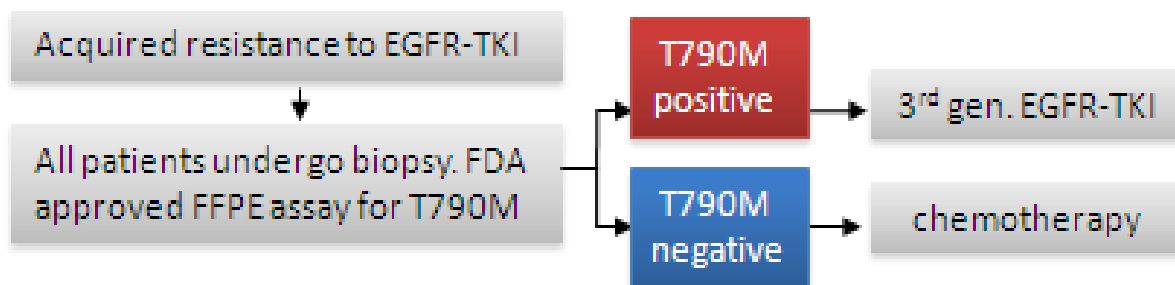 Acquired resistance to EGFR-TKI
All patients undergo biopsy. FDA
approved FFPE assay for T790M
T790M
positive
3rd gen. EGFR-TKI
T790M
negative
chemotherapy